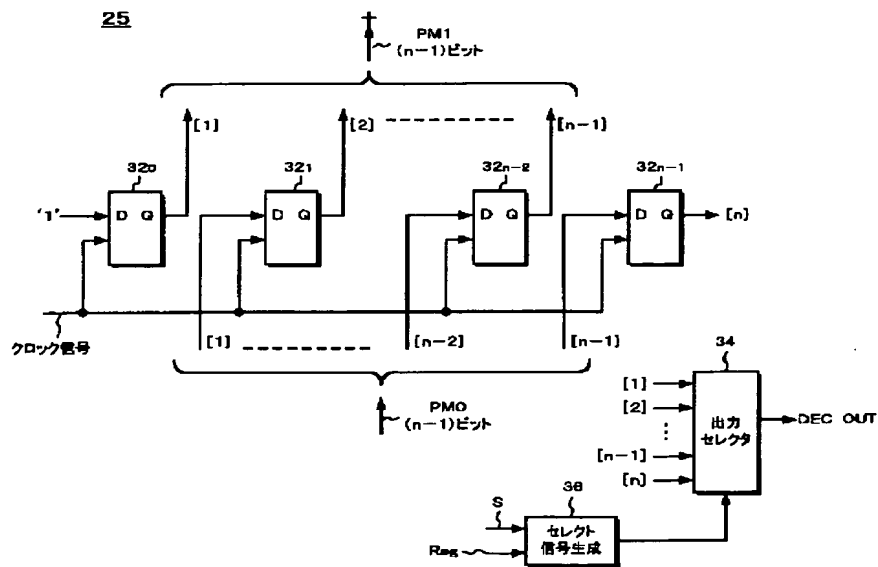 25
PM1
(n-1)ビット
[1] [2] [n-1]
32₀ 32₁ 32n-2 32n-1
'1' D Q D Q D Q D Q [n]
クロック信号
[1] [n-2] [n-1]
PM0
(n-1)ビット
34
[1]
[2]
⋮
[n-1]
[n]
出力
セレクタ
DEC OUT
36
S
Reg
セレクト
信号生成